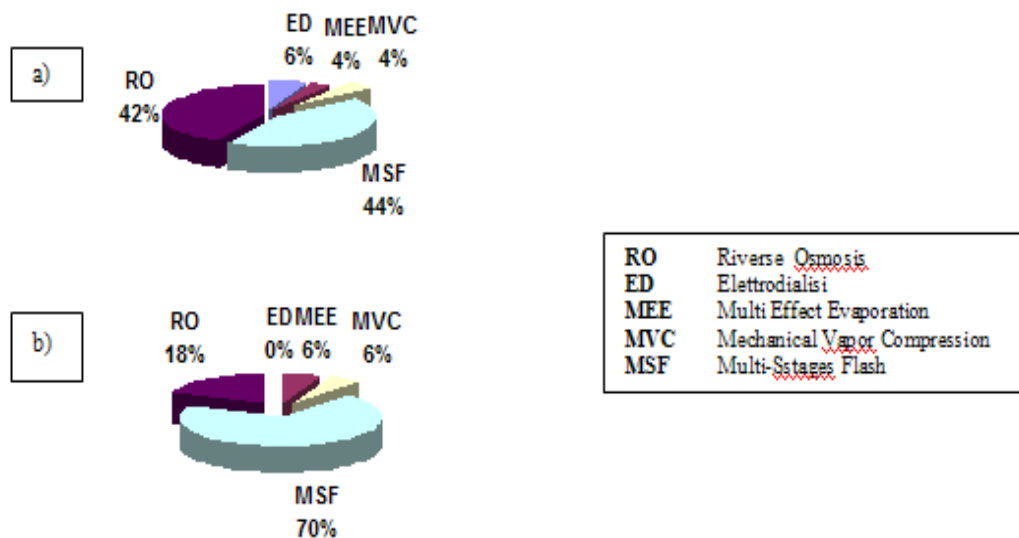 a)
ED MEE MVC
6% 4% 4%
RO
42%
MSF
44%
b)
RO ED MEE MVC
18% 0% 6% 6%
MSF
70%
RO Riverse Osmosis
ED Elettrodialisi
MEE Multi Effect Evaporation
MVC Mechanical Vapor Compression
MSF Multi-Sstages Flash